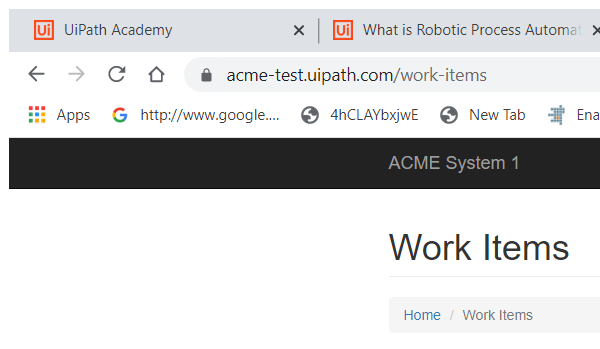 Ui UiPath Academy Ui What is Robotic Process Automat
acme-test.uipath.com/work-items
Apps G http://www.google.... 4hCLAYbxjwE New Tab Ena
ACME System 1
Work Items
Home / Work Items